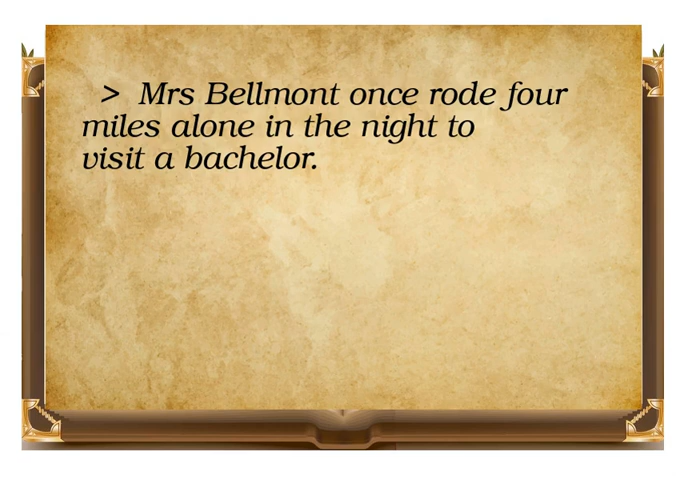 > Mrs Bellmont once rode four
miles alone in the night to
visit a bachelor.